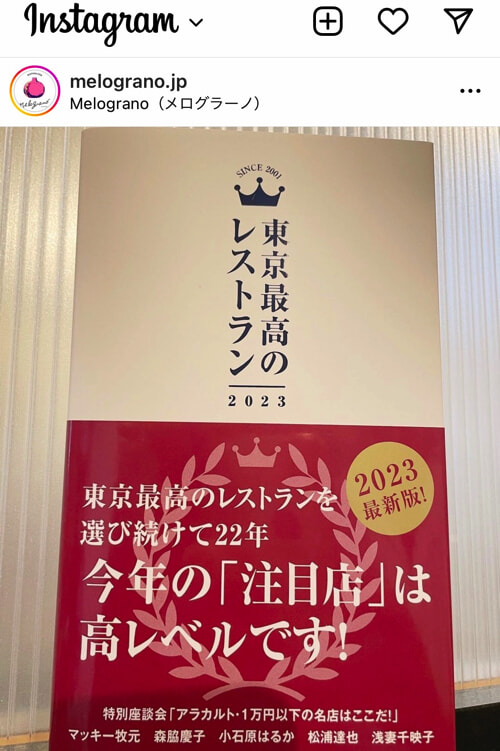 Instagram
melograno.jp
Melograno（メログラーノ）
SINCE 2001
東京最高の
レストラン
2023
2023
最新版!
東京最高のレストランを
選び続けて22年
今年の「注目店」は
高レベルです!
特別座談会「アラカルト・1万円以下の名店はここだ!」
マッキー牧元 森脇慶子 小石原はるか 松浦達也 浅妻千映子